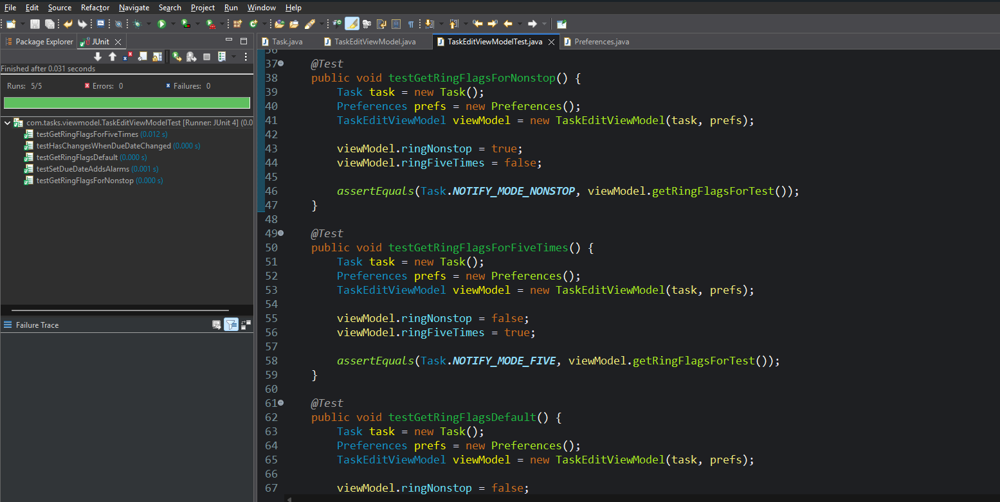 File Edit Source Refactor Navigate Search Project Run Window Help
Package Explorer JUnit
Finished after 0.031 seconds
Runs: 5/5 Errors: 0 Failures: 0
com.tasks.viewmodel.TaskEditViewModelTest [Runner: JUnit 4] (0.0
testGetRingFlagsForFiveTimes (0.012 s)
testHasChangesWhenDueDateChanged (0.000 s)
testGetRingFlagsDefault (0.000 s)
testSetDueDateAddsAlarms (0.001 s)
testGetRingFlagsForNonstop (0.000 s)
Failure Trace
Task.java TaskEditViewModel.java TaskEditViewModelTest.java Preferences.java
36
37 @Test
38 public void testGetRingFlagsForNonstop() {
39 Task task = new Task();
40 Preferences prefs = new Preferences();
41 TaskEditViewModel viewModel = new TaskEditViewModel(task, prefs);
42
43 viewModel.ringNonstop = true;
44 viewModel.ringFiveTimes = false;
45
46 assertEquals(Task.NOTIFY_MODE_NONSTOP, viewModel.getRingFlagsForTest());
47 }
48
49 @Test
50 public void testGetRingFlagsForFiveTimes() {
51 Task task = new Task();
52 Preferences prefs = new Preferences();
53 TaskEditViewModel viewModel = new TaskEditViewModel(task, prefs);
54
55 viewModel.ringNonstop = false;
56 viewModel.ringFiveTimes = true;
57
58 assertEquals(Task.NOTIFY_MODE_FIVE, viewModel.getRingFlagsForTest());
59 }
60
61 @Test
62 public void testGetRingFlagsDefault() {
63 Task task = new Task();
64 Preferences prefs = new Preferences();
65 TaskEditViewModel viewModel = new TaskEditViewModel(task, prefs);
66
67 viewModel.ringNonstop = false;